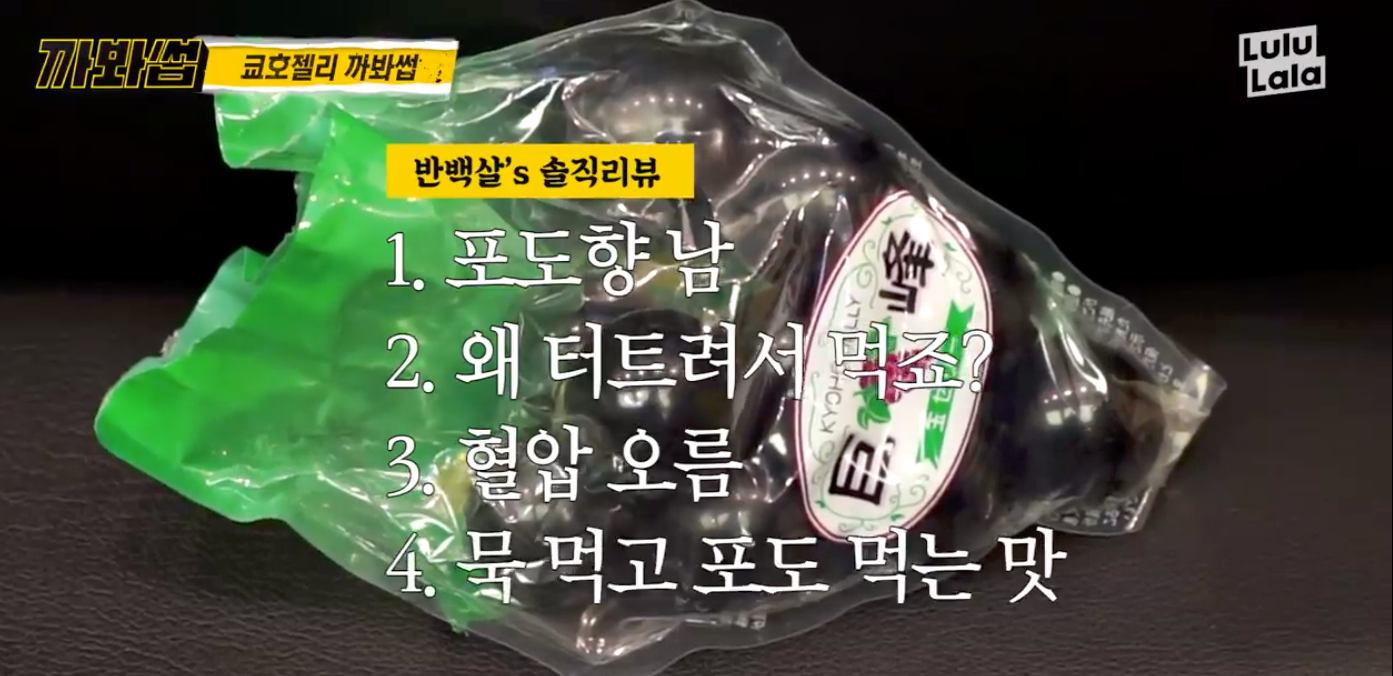 까봐썹
쿄호젤리 까봐썹
Lulu
Lala
반백살's 솔직리뷰
1. 포도향 남
2. 왜 터트려서 먹죠?
3. 혈압 오름
4. 묵 먹고 포도 먹는 맛
巨
峰